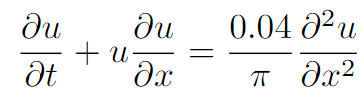 ∂u/∂t + u ∂u/∂x = 0.04/π ∂²u/∂x²